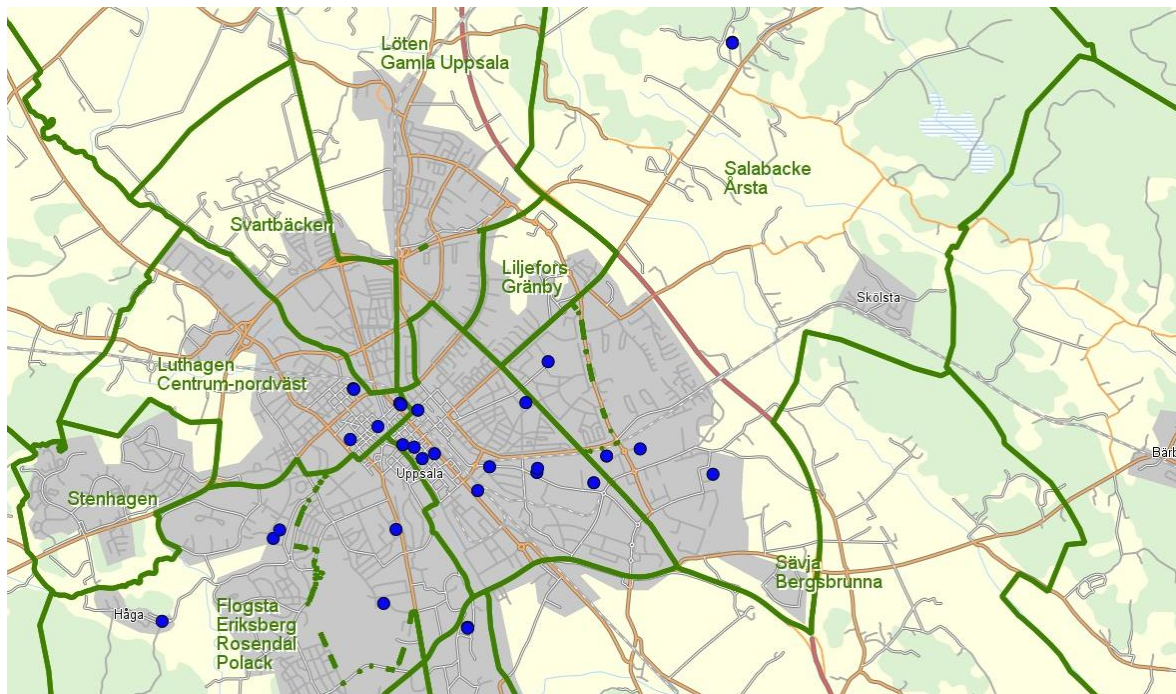 Löten
Gamla Uppsala
Salabacke
Årsta
Svartbäcken
Liljefors
Gränby
Skölsta
Luthagen
Centrum-nordväst
Uppsala
Stenhagen
Sävja
Bergsbrunna
Håga
Flogsta
Eriksberg
Rosendal
Polack